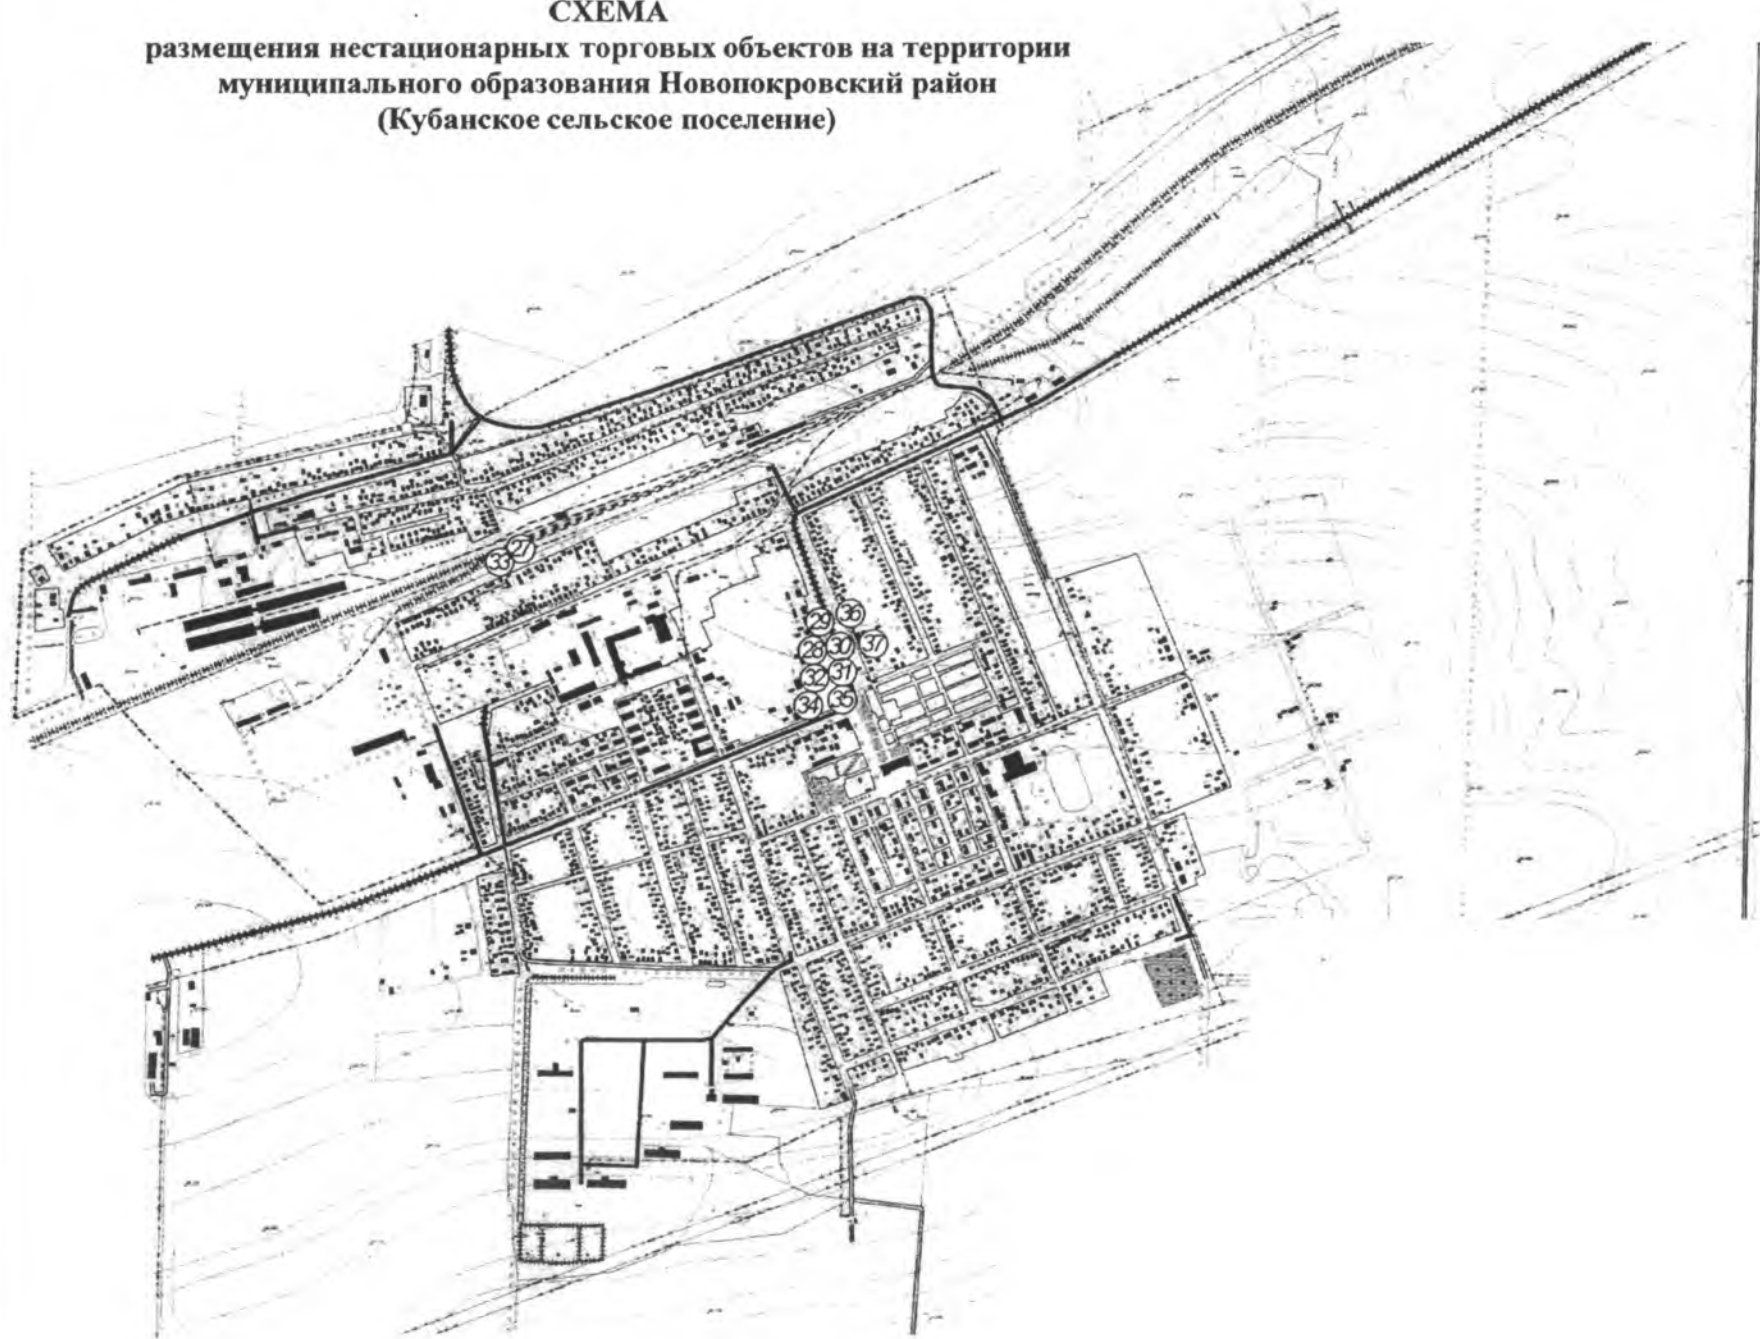 СХЕМА
размещения нестационарных торговых объектов на территории
муниципального образования Новопокровский район
(Кубанское сельское поселение)
33 27
29 36
28 30 37
32 31
34 35